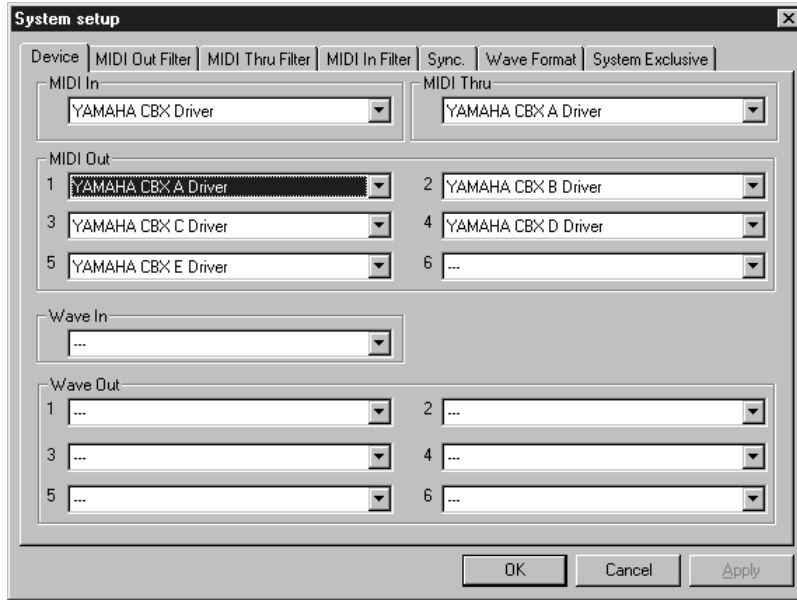 System setup
Device MIDI Out Filter MIDI Thru Filter MIDI In Filter Sync. Wave Format System Exclusive
MIDI In
YAMAHA CBX Driver
MIDI Thru
YAMAHA CBX A Driver
MIDI Out
1 YAMAHA CBX A Driver
2 YAMAHA CBX B Driver
3 YAMAHA CBX C Driver
4 YAMAHA CBX D Driver
5 YAMAHA CBX E Driver
6 ---
Wave In
---
Wave Out
1 ---
2 ---
3 ---
4 ---
5 ---
6 ---
OK Cancel Apply